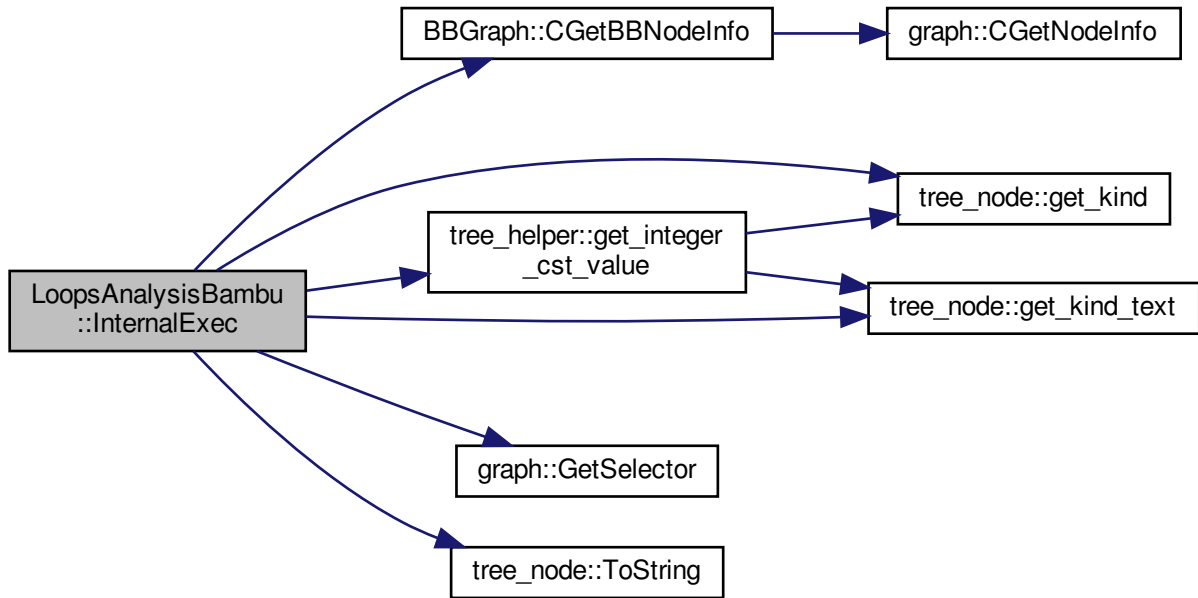 BBGraph::CGetBBNodeInfo
graph::CGetNodeInfo
tree_node::get_kind
tree_helper::get_integer
_cst_value
LoopsAnalysisBambu
::InternalExec
tree_node::get_kind_text
graph::GetSelector
tree_node::ToString